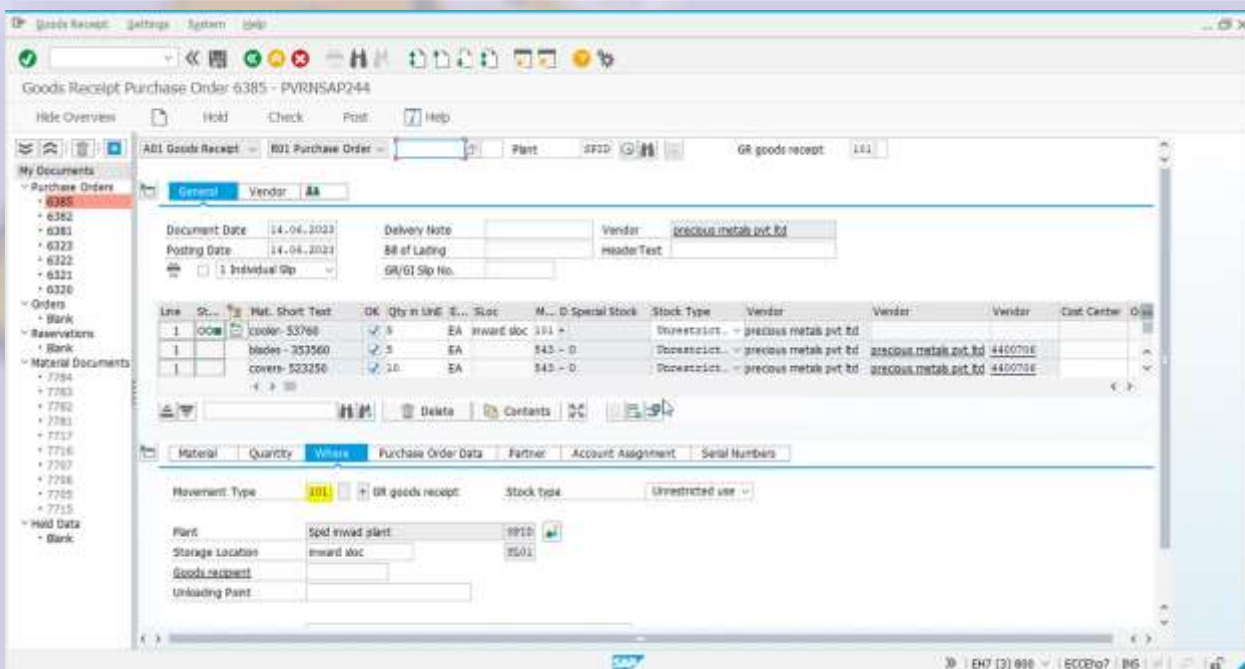 Goods Receipt Settings System Help
Goods Receipt Purchase Order 6385 - PVRNSAP244
Hide Overview Hold Check Post Help
A01 Goods Receipt R01 Purchase Order Plant SPID GR goods receipt 101
My Documents
Purchase Orders
6385
6382
6381
6323
6322
6321
6320
Orders
Blank
Reservations
Blank
Material Documents
7784
7783
7782
7781
7717
7716
7707
7706
7705
7715
Held Data
Blank
General Vendor
Document Date 14.06.2023 Delivery Note Vendor precious metals pvt ltd
Posting Date 14.06.2023 Bill of Lading HeaderText
1 Individual Slip GR/GI Slip No.
Line St... Mat. Short Text OK Qty in UnE E... SLoc M... D Special Stock Stock Type Vendor Vendor Vendor Cost Center
1 cooler- 53760 5 EA inward sloc 101 + Unrestrict... precious metals pvt ltd
1 blades - 353560 5 EA 543 - O Unrestrict... precious metals pvt ltd precious metals pvt ltd 4400706
1 covers- 523250 10 EA 543 - O Unrestrict... precious metals pvt ltd precious metals pvt ltd 4400706
Delete Contents
Material Quantity Where Purchase Order Data Partner Account Assignment Serial Numbers
Movement Type 101 + GR goods receipt Stock type Unrestricted use
Plant Spid inwad plant SPID
Storage Location inward sloc
Goods recipient
Unloading Point
SAP EH7 (3) 800 ECCEhp7 INS